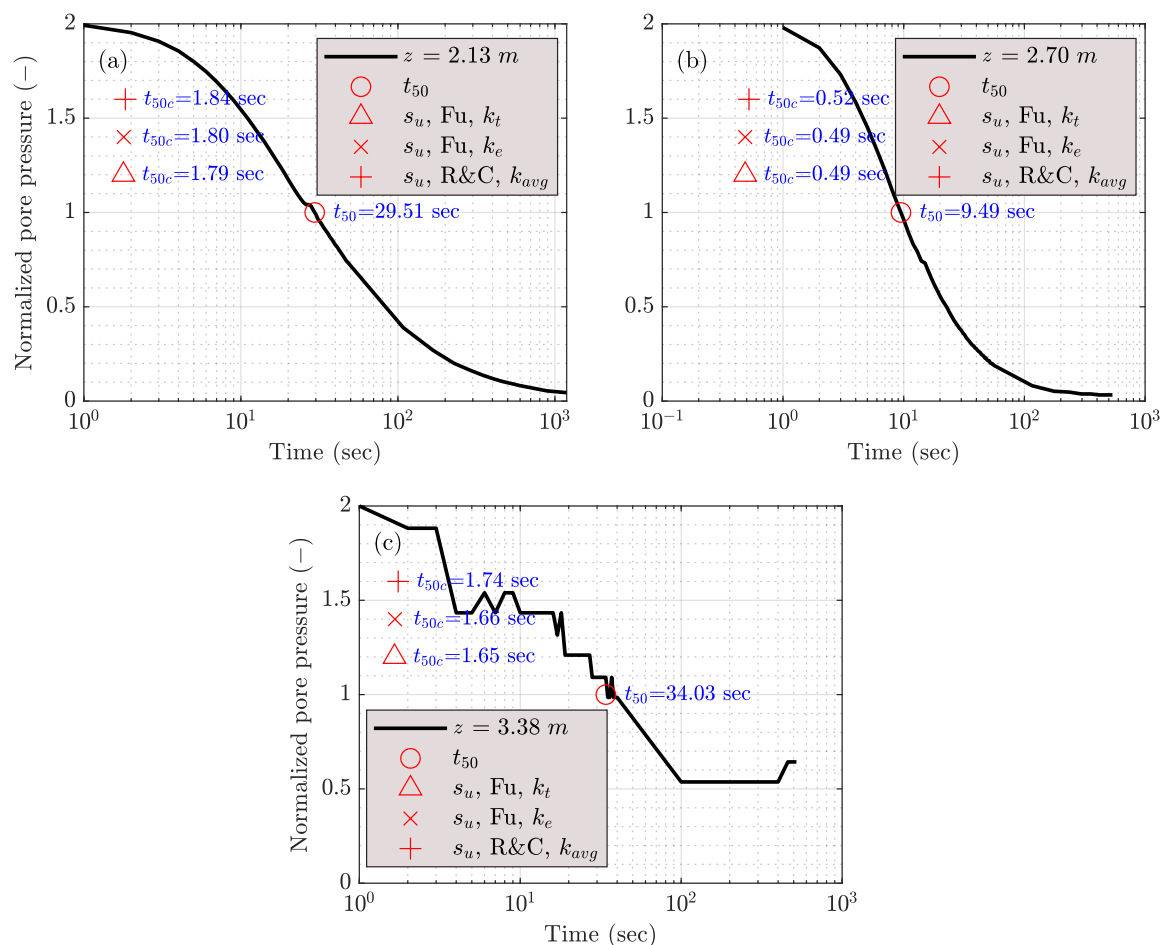 (a)
z = 2.13 m
t50
su, Fu, kt
su, Fu, ke
su, R&C, kavg
t50c=1.84 sec
t50c=1.80 sec
t50c=1.79 sec
t50=29.51 sec
Normalized pore pressure (−)
2
1.5
1
0.5
0
10^0
10^1
10^2
10^3
Time (sec)
(b)
z = 2.70 m
t50
su, Fu, kt
su, Fu, ke
su, R&C, kavg
t50c=0.52 sec
t50c=0.49 sec
t50c=0.49 sec
t50=9.49 sec
2
1.5
1
0.5
0
10^−1
10^0
10^1
10^2
10^3
Time (sec)
(c)
t50c=1.74 sec
t50c=1.66 sec
t50c=1.65 sec
t50=34.03 sec
z = 3.38 m
t50
su, Fu, kt
su, Fu, ke
su, R&C, kavg
Normalized pore pressure (−)
2
1.5
1
0.5
0
10^0
10^1
10^2
10^3
Time (sec)